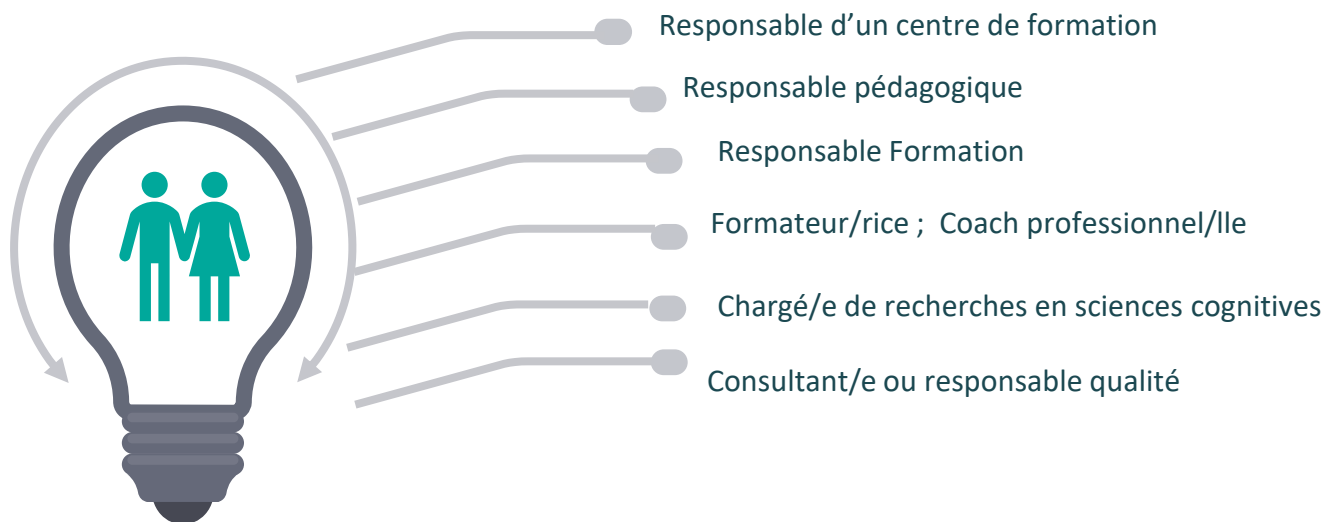 Responsable d’un centre de formation
Responsable pédagogique
Responsable Formation
Formateur/rice ; Coach professionnel/lle
Chargé/e de recherches en sciences cognitives
Consultant/e ou responsable qualité